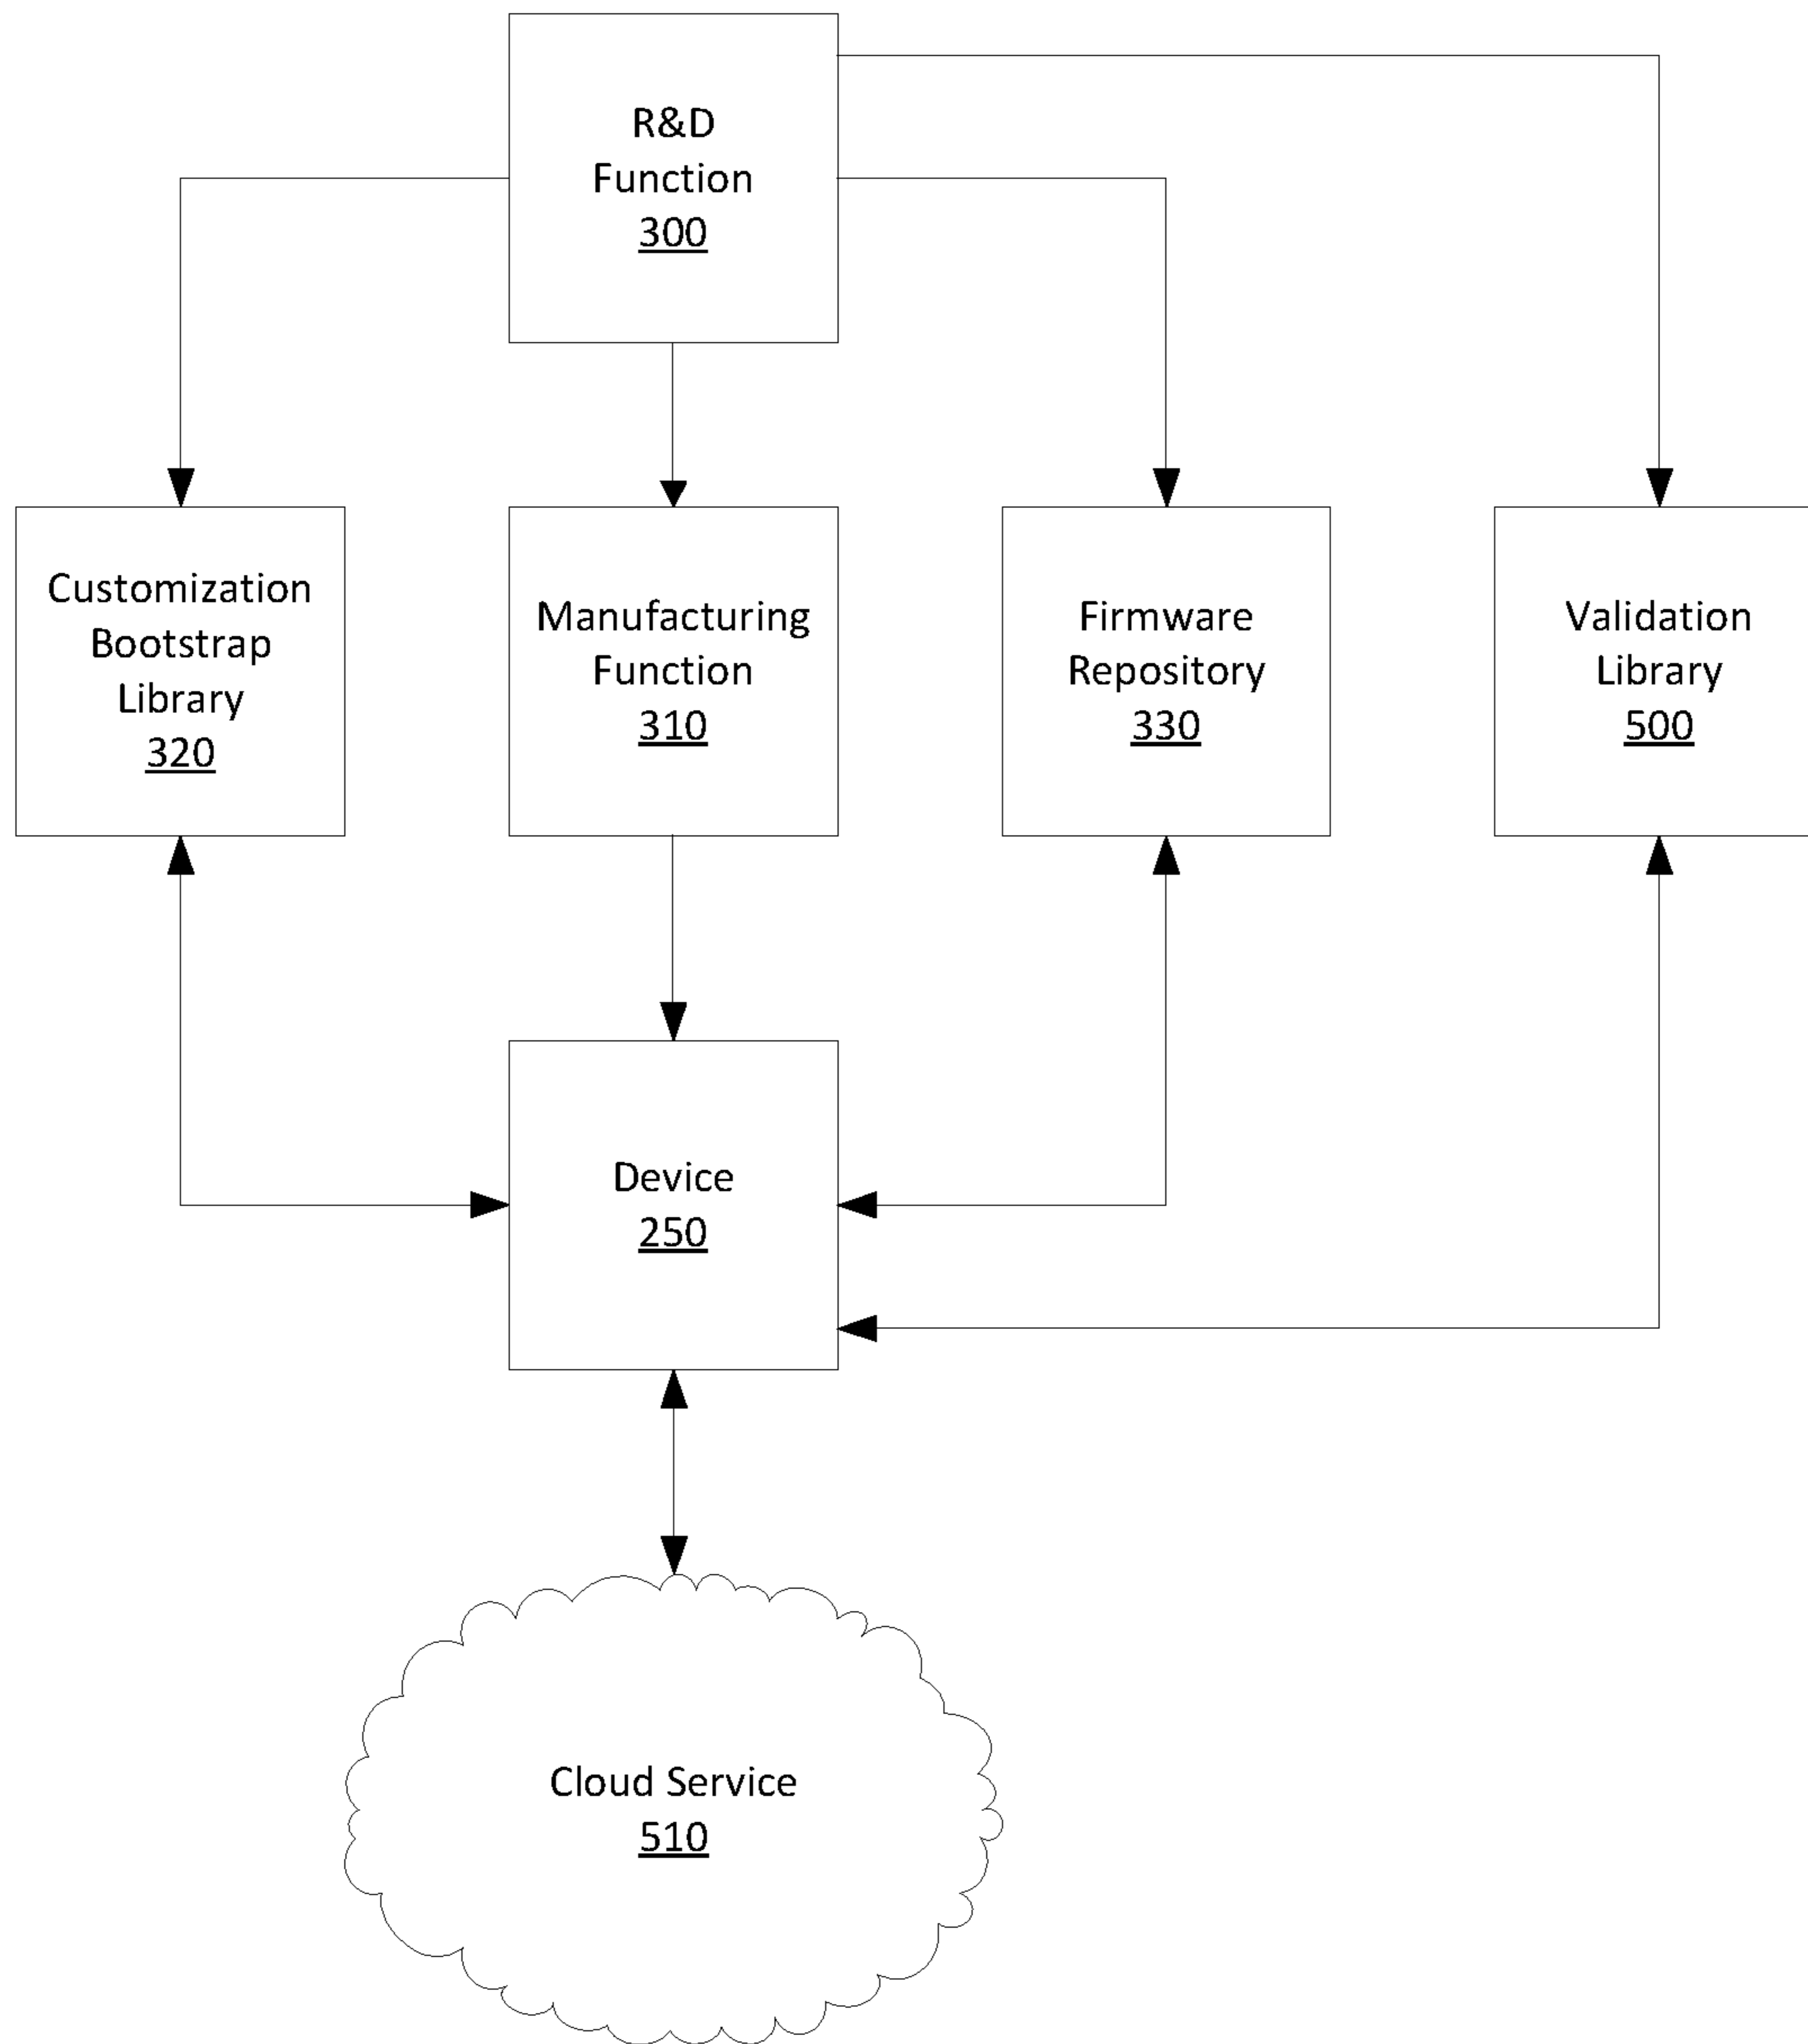 R&D
Function
300
Customization
Bootstrap
Library
320
Manufacturing
Function
310
Firmware
Repository
330
Validation
Library
500
Device
250
Cloud Service
510